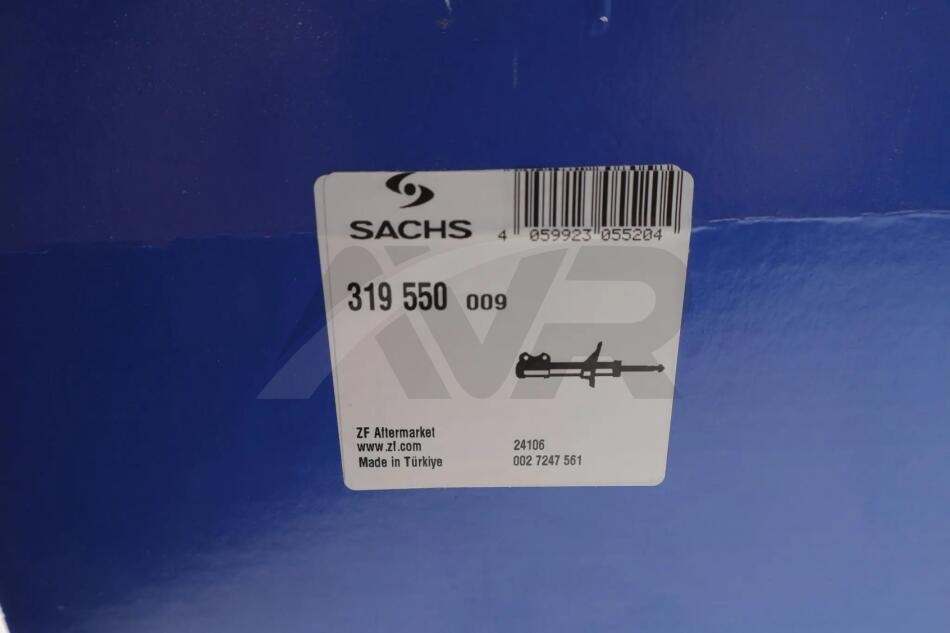 SACHS
4 059923 055204
319 550 009
AVR
ZF Aftermarket
www.zf.com
Made in Türkiye
24106
002 7247 561